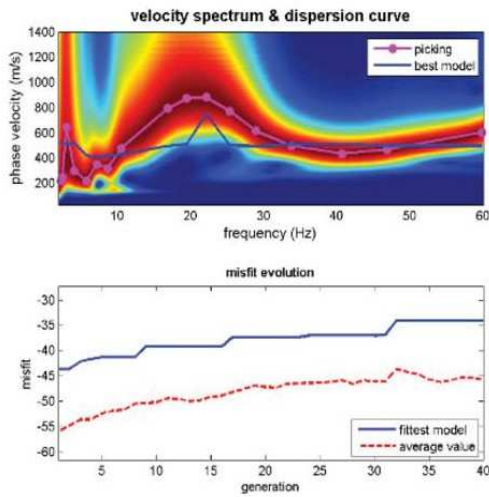 velocity spectrum & dispersion curve
1400
1200
1000
800
600
400
200
phase velocity (m/s)
picking
best model
10
20
30
40
50
60
frequency (Hz)
misfit evolution
-30
-35
-40
-45
-50
-55
-60
misfit
fittest model
average value
5
10
15
20
25
30
35
40
generation